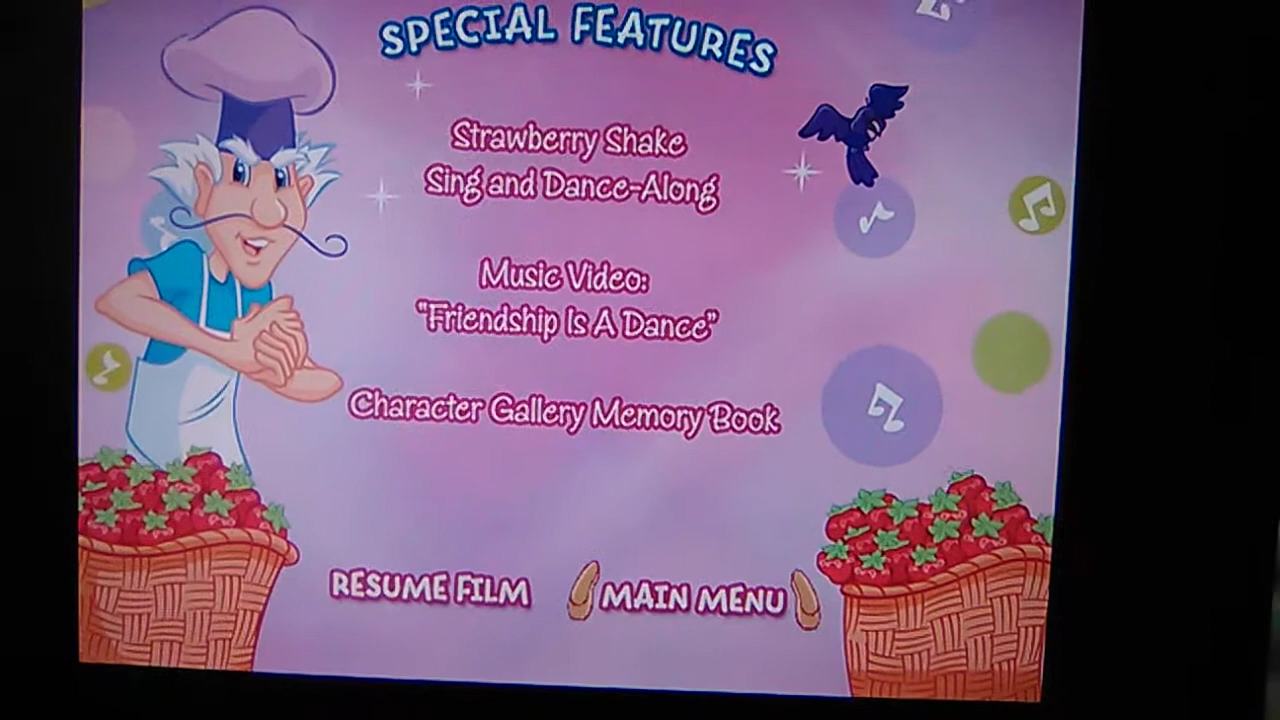 SPECIAL FEATURES
Strawberry Shake
Sing and Dance-Along
Music Video:
"Friendship Is A Dance"
Character Gallery Memory Book
RESUME FILM
MAIN MENU